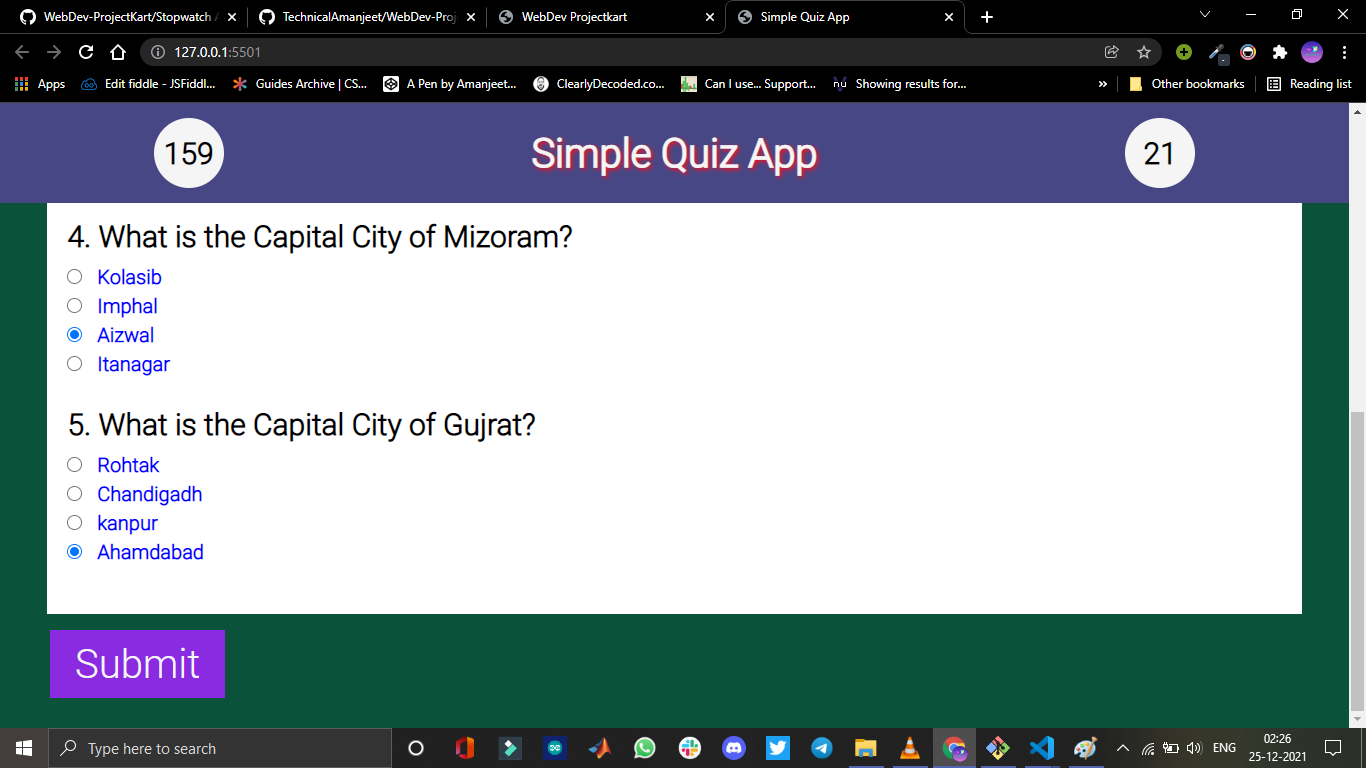 WebDev-ProjectKart/Stopwatch
TechnicalAmanjeet/WebDev-Proj
WebDev Projectkart
Simple Quiz App
127.0.0.1:5501
Apps
Edit fiddle - JSFiddl...
Guides Archive | CS...
A Pen by Amanjeet...
ClearlyDecoded.co...
Can I use... Support...
nu
Showing results for...
»
Other bookmarks
Reading list
159
Simple Quiz App
21
4. What is the Capital City of Mizoram?
Kolasib
Imphal
Aizwal
Itanagar
5. What is the Capital City of Gujrat?
Rohtak
Chandigadh
kanpur
Ahamdabad
Submit
Type here to search
ENG
02:26
25-12-2021